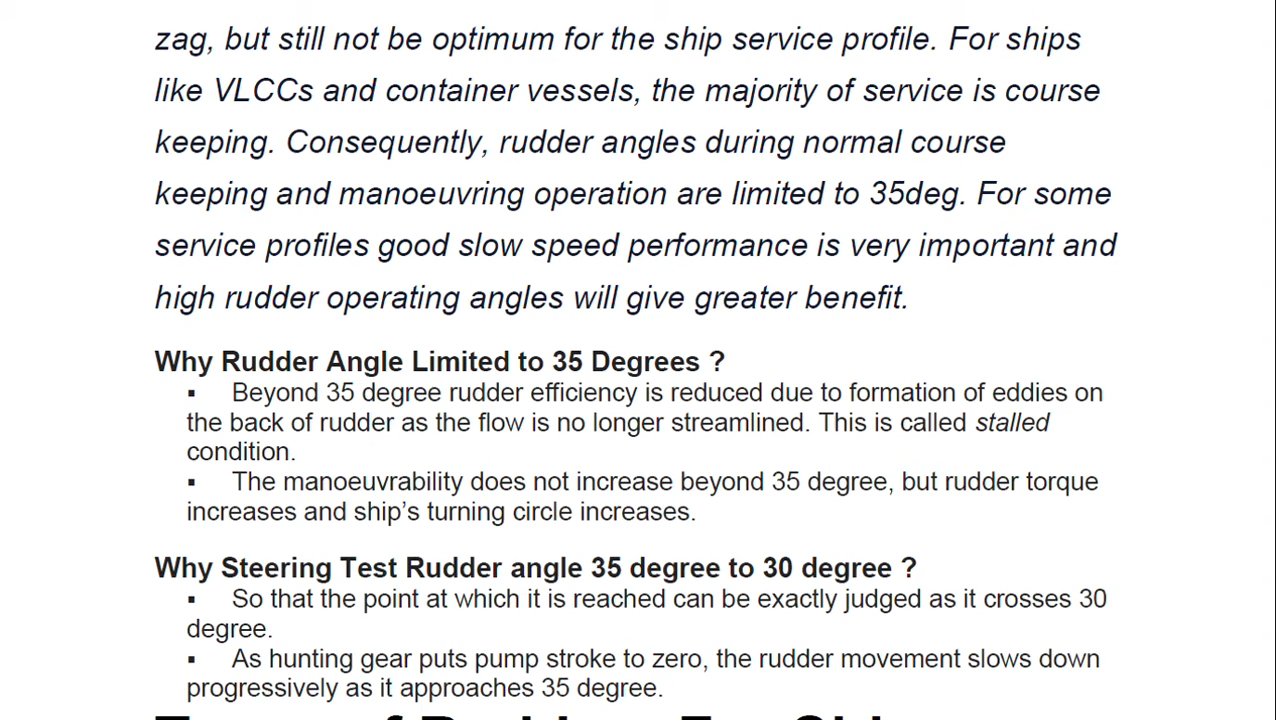 zag, but still not be optimum for the ship service profile. For ships
like VLCCs and container vessels, the majority of service is course
keeping. Consequently, rudder angles during normal course
keeping and manoeuvring operation are limited to 35deg. For some
service profiles good slow speed performance is very important and
high rudder operating angles will give greater benefit.
Why Rudder Angle Limited to 35 Degrees ?
▪ Beyond 35 degree rudder efficiency is reduced due to formation of eddies on
the back of rudder as the flow is no longer streamlined. This is called stalled
condition.
▪ The manoeuvrability does not increase beyond 35 degree, but rudder torque
increases and ship’s turning circle increases.
Why Steering Test Rudder angle 35 degree to 30 degree ?
▪ So that the point at which it is reached can be exactly judged as it crosses 30
degree.
▪ As hunting gear puts pump stroke to zero, the rudder movement slows down
progressively as it approaches 35 degree.